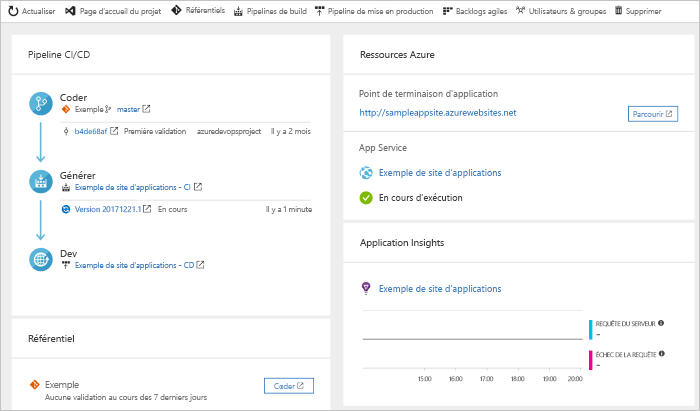 Actualiser Page d'accueil du projet Référentiels Pipelines de build Pipeline de mise en production Backlogs agiles Utilisateurs & groupes Supprimer
Pipeline CI/CD
Coder
Exemple master
b4de68af Première validation azuredevopsproject Il y a 2 mois
Générer
Exemple de site d'applications - CI
Version 20171221.1 En cours Il y a 1 minute
Dev
Exemple de site d'applications - CD
Référentiel
Exemple
Aucune validation au cours des 7 derniers jours
Cœder
Ressources Azure
Point de terminaison d'application
http://sampleappsite.azurewebsites.net
Parcourir
App Service
Exemple de site d'applications
En cours d'exécution
Application Insights
Exemple de site d'applications
REQUÊTE DU SERVEUR
--
ÉCHEC DE LA REQUÊTE
--
15:00 16:00 17:00 18:00 19:00 20:00